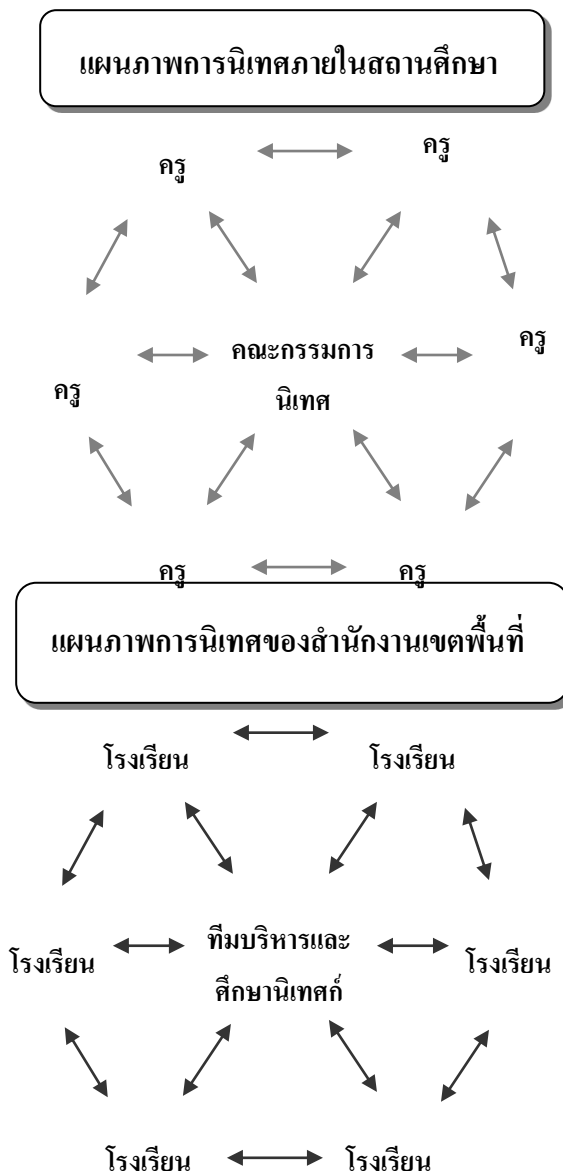 แผนภาพการนิเทศภายในสถานศึกษา
ครู ครู
คณะกรรมการ ครู
ครู นิเทศ
ครู ครู
แผนภาพการนิเทศของสำนักงานเขตพื้นที่
โรงเรียน โรงเรียน
ทีมบริหารและ
โรงเรียน โรงเรียน
ศึกษานิเทศก์
โรงเรียน โรงเรียน